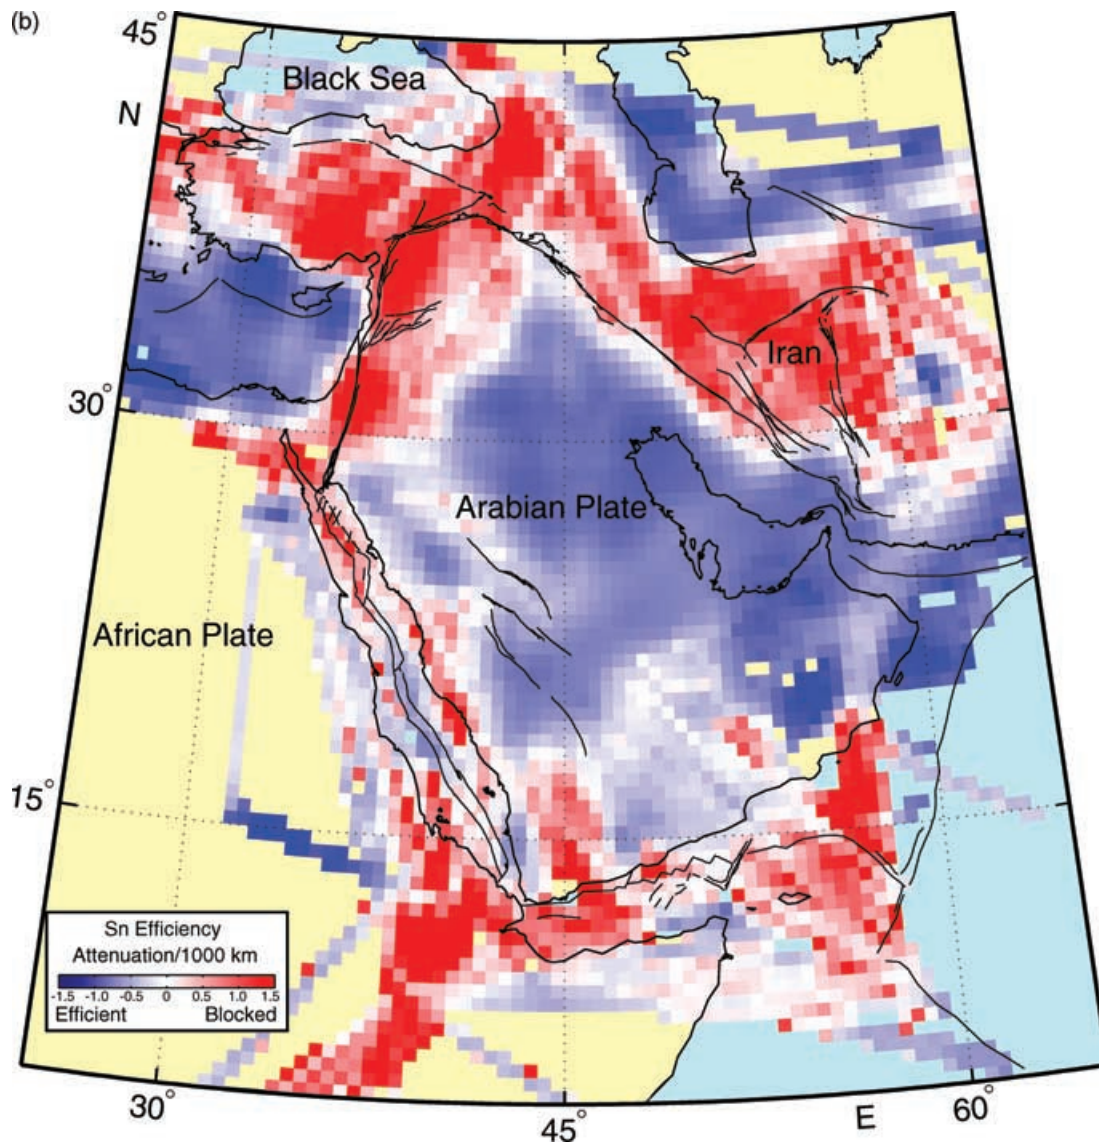 (b)
45°
Black Sea
N
30°
Iran
Arabian Plate
African Plate
15°
Sn Efficiency
Attenuation/1000 km
-1.5 -1.0 -0.5 0 0.5 1.0 1.5
Efficient Blocked
30° 45° E 60°